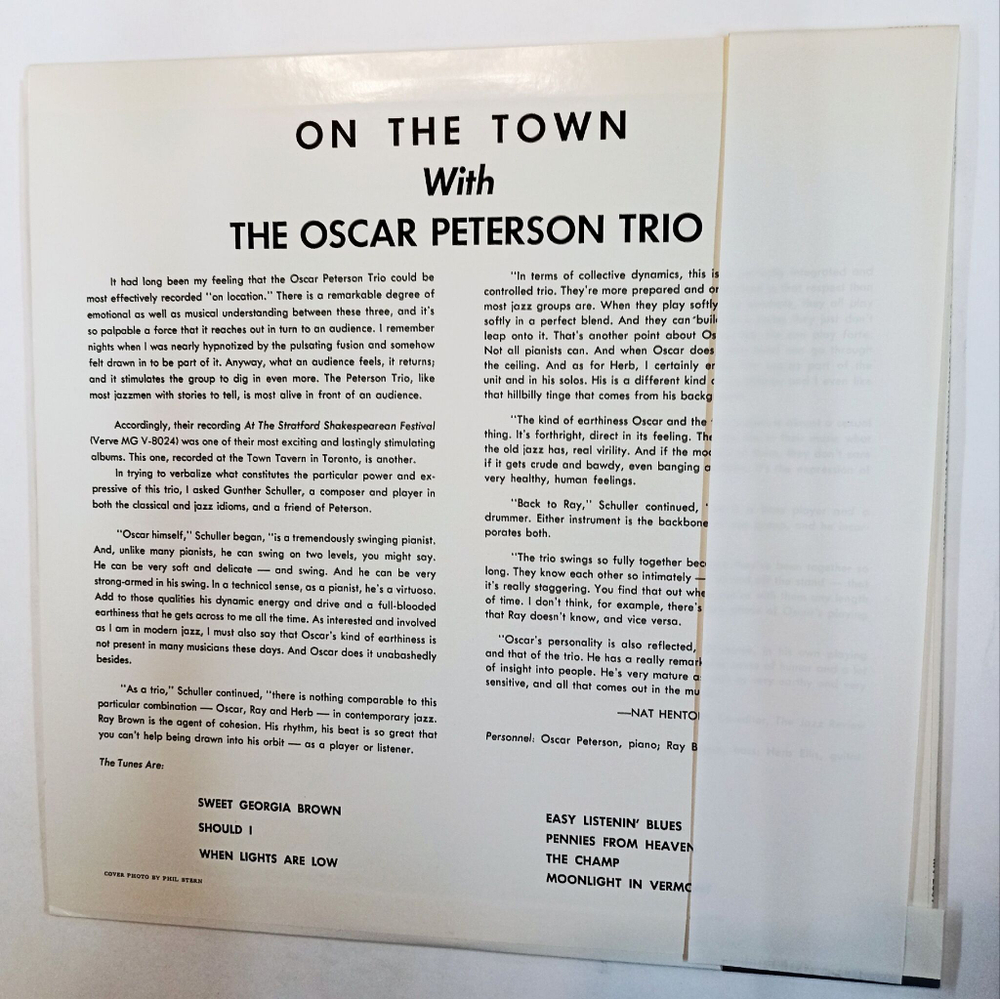 ON THE TOWN
With
THE OSCAR PETERSON TRIO
It had long been my feeling that the Oscar Peterson Trio could be
most effectively recorded "on location." There is a remarkable degree of
emotional as well as musical understanding between these three, and it's
so palpable a force that it reaches out in turn to an audience. I remember
nights when I was nearly hypnotized by the pulsating fusion and somehow
felt drawn in to be part of it. Anyway, what an audience feels, it returns;
and it stimulates the group to dig in even more. The Peterson Trio, like
most jazzmen with stories to tell, is most alive in front of an audience.
Accordingly, their recording At The Stratford Shakespearean Festival
(Verve MG V-8024) was one of their most exciting and lastingly stimulating
albums. This one, recorded at the Town Tavern in Toronto, is another.
In trying to verbalize what constitutes the particular power and ex-
pressive of this trio, I asked Gunther Schuller, a composer and player in
both the classical and jazz idioms, and a friend of Peterson.
"Oscar himself," Schuller began, "is a tremendously swinging pianist.
And, unlike many pianists, he can swing on two levels, you might say.
He can be very soft and delicate — and swing. And he can be very
strong-armed in his swing. In a technical sense, as a pianist, he's a virtuoso.
Add to those qualities his dynamic energy and drive and a full-blooded
earthiness that he gets across to me all the time. As interested and involved
as I am in modern jazz, I must also say that Oscar's kind of earthiness is
not present in many musicians these days. And Oscar does it unabashedly
besides.
"As a trio," Schuller continued, "there is nothing comparable to this
particular combination — Oscar, Ray and Herb — in contemporary jazz.
Ray Brown is the agent of cohesion. His rhythm, his beat is so great that
you can't help being drawn into his orbit — as a player or listener.
The Tunes Are:
SWEET GEORGIA BROWN
SHOULD I
WHEN LIGHTS ARE LOW
COVER PHOTO BY PHIL STERN
"In terms of collective dynamics, this is
controlled trio. They're more prepared and
most jazz groups are. When they play softly
softly in a perfect blend. And they can
leap onto it. That's another point about
Not all pianists can. And when Oscar does
the ceiling. And as for Herb, I certainly
unit and in his solos. His is a different kind
that hillbilly tinge that comes from his
"The kind of earthiness Oscar and the
thing. It's forthright, direct in its feeling.
the old jazz has, real virility. And if the
if it gets crude and bawdy, even banging
very healthy, human feelings.
"Back to Ray," Schuller continued,
drummer. Either instrument is the backbone
porates both.
"The trio swings so fully together
long. They know each other so intimately —
it's really staggering. You find that out
of time. I don't think, for example, there's
that Ray doesn't know, and vice versa.
"Oscar's personality is also reflected,
and that of the trio. He has a really
of insight into people. He's very mature
sensitive, and all that comes out in the
—NAT HENTO
Personnel: Oscar Peterson, piano; Ray B
EASY LISTENIN' BLUES
PENNIES FROM HEAVEN
THE CHAMP
MOONLIGHT IN VERMO